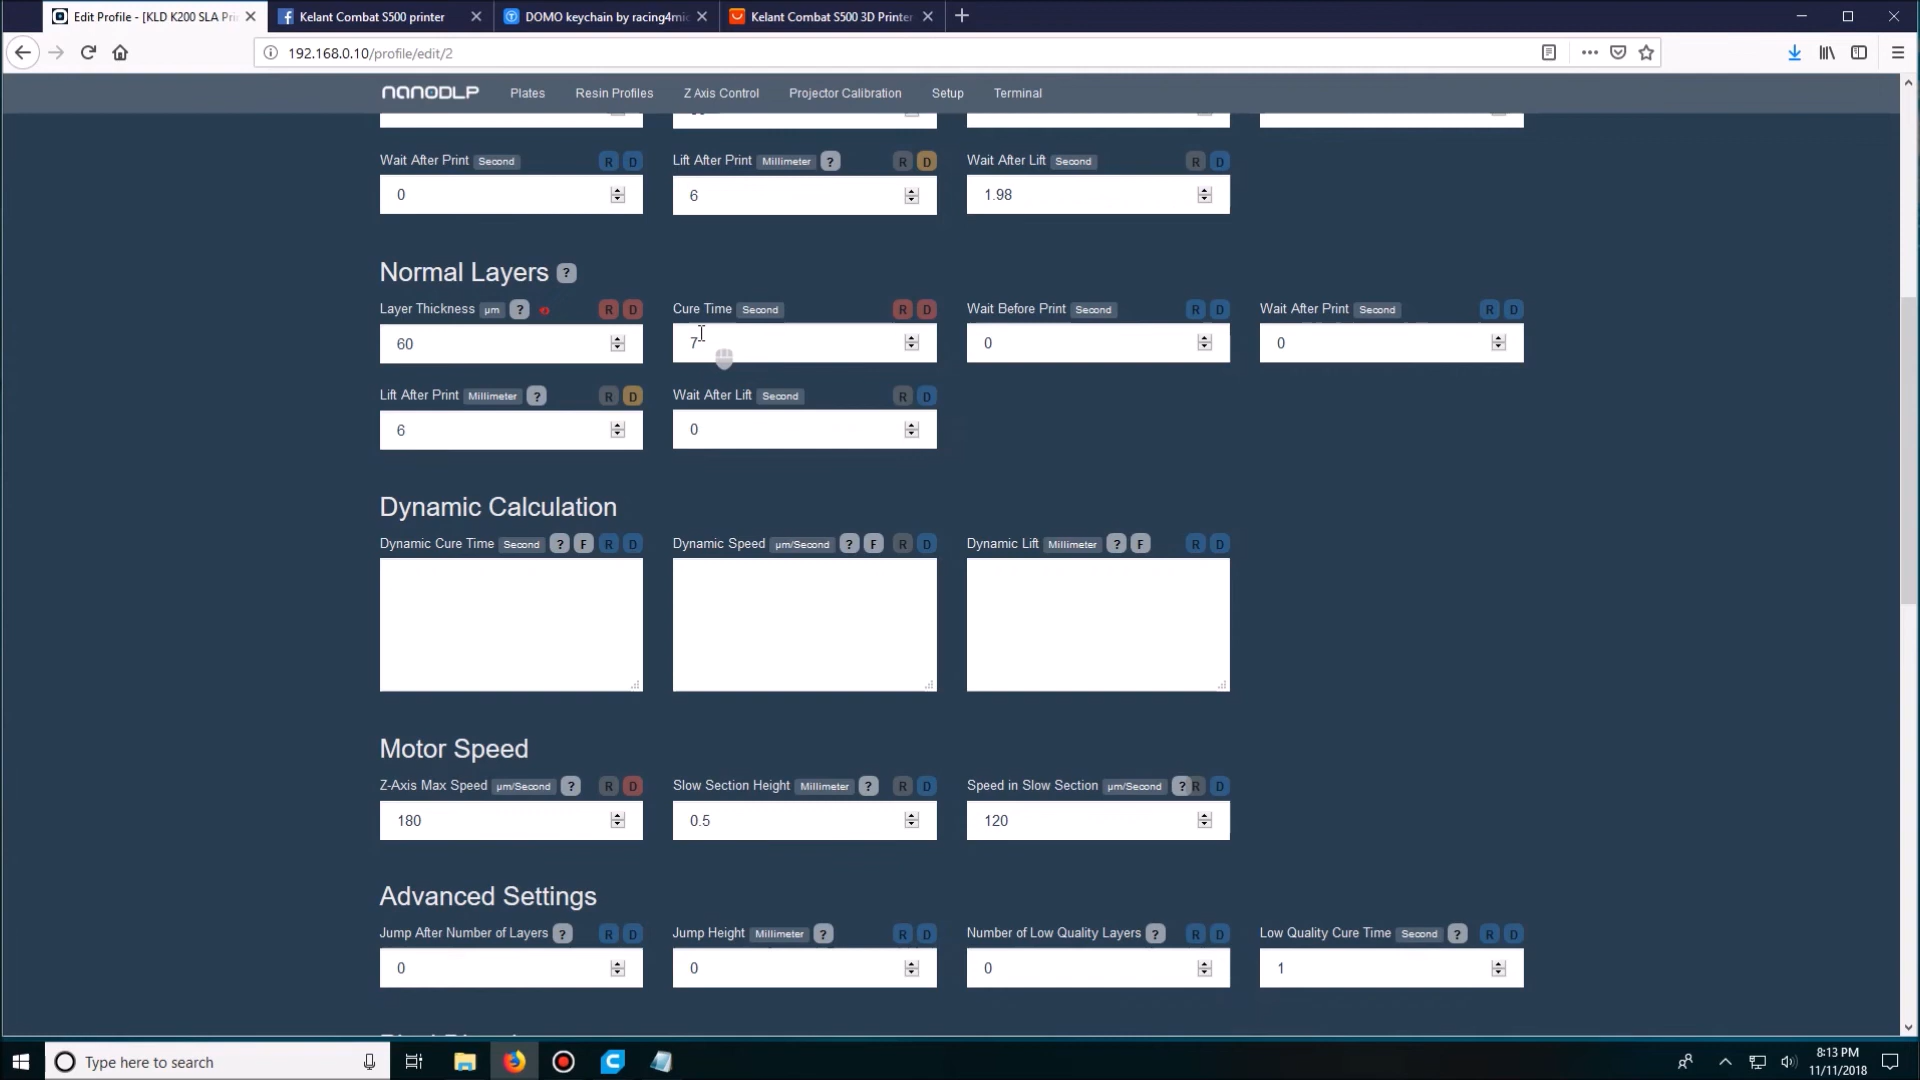 Edit Profile - [KLD K200 SLA Pri
Kelant Combat S500 printer
DOMO keychain by racing4mic
Kelant Combat S500 3D Printer
192.168.0.10/profile/edit/2
NANODLP
Plates
Resin Profiles
Z Axis Control
Projector Calibration
Setup
Terminal
Wait After Print Second R D
Lift After Print Millimeter ? R D
Wait After Lift Second R D
0
6
1.98
Normal Layers ?
Layer Thickness µm ? R D
Cure Time Second R D
Wait Before Print Second R D
Wait After Print Second R D
60
7
0
0
Lift After Print Millimeter ? R D
Wait After Lift Second R D
6
0
Dynamic Calculation
Dynamic Cure Time Second ? F R D
Dynamic Speed µm/Second ? F R D
Dynamic Lift Millimeter ? F R D
Motor Speed
Z-Axis Max Speed µm/Second ? R D
Slow Section Height Millimeter ? R D
Speed in Slow Section µm/Second ? R D
180
0.5
120
Advanced Settings
Jump After Number of Layers ? R D
Jump Height Millimeter ? R D
Number of Low Quality Layers ? R D
Low Quality Cure Time Second ? R D
0
0
0
1
Type here to search
8:13 PM
11/11/2018